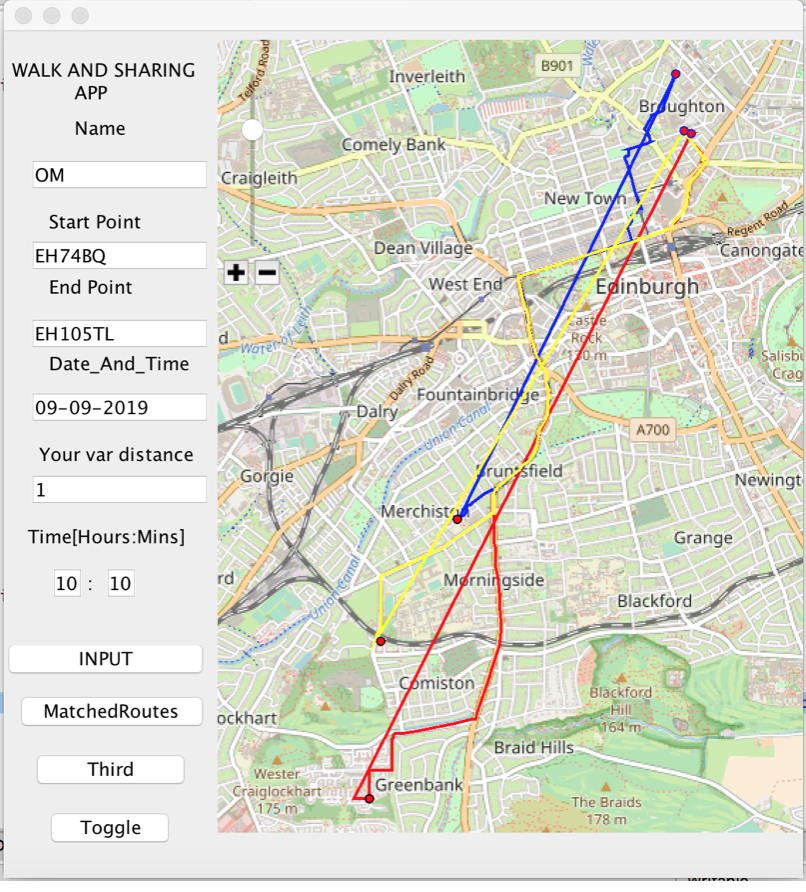 WALK AND SHARING
APP
Name
OM
Start Point
EH74BQ
End Point
EH105TL
Date_And_Time
09-09-2019
Your var distance
1
Time[Hours:Mins]
10 : 10
INPUT
MatchedRoutes
Third
Toggle
Telford Road
Inverleith
B901
Broughton
Comely Bank
Craigleith
New Town
Regent Road
Dean Village
Canongate
West End
Edinburgh
Water of Leith
Castle
Rock
130 m
Salisbu
Crag
Dalry Road
Fountainbridge
Dalry
Union Canal
A700
Bruntsfield
Gorgie
Newingt
Merchiston
Grange
rd
Union Canal
Morningside
Blackford
Comiston
ockhart
Blackford
Hill
164 m
Braid Hills
Wester
Craiglockhart
175 m
Greenbank
The Braids
178 m